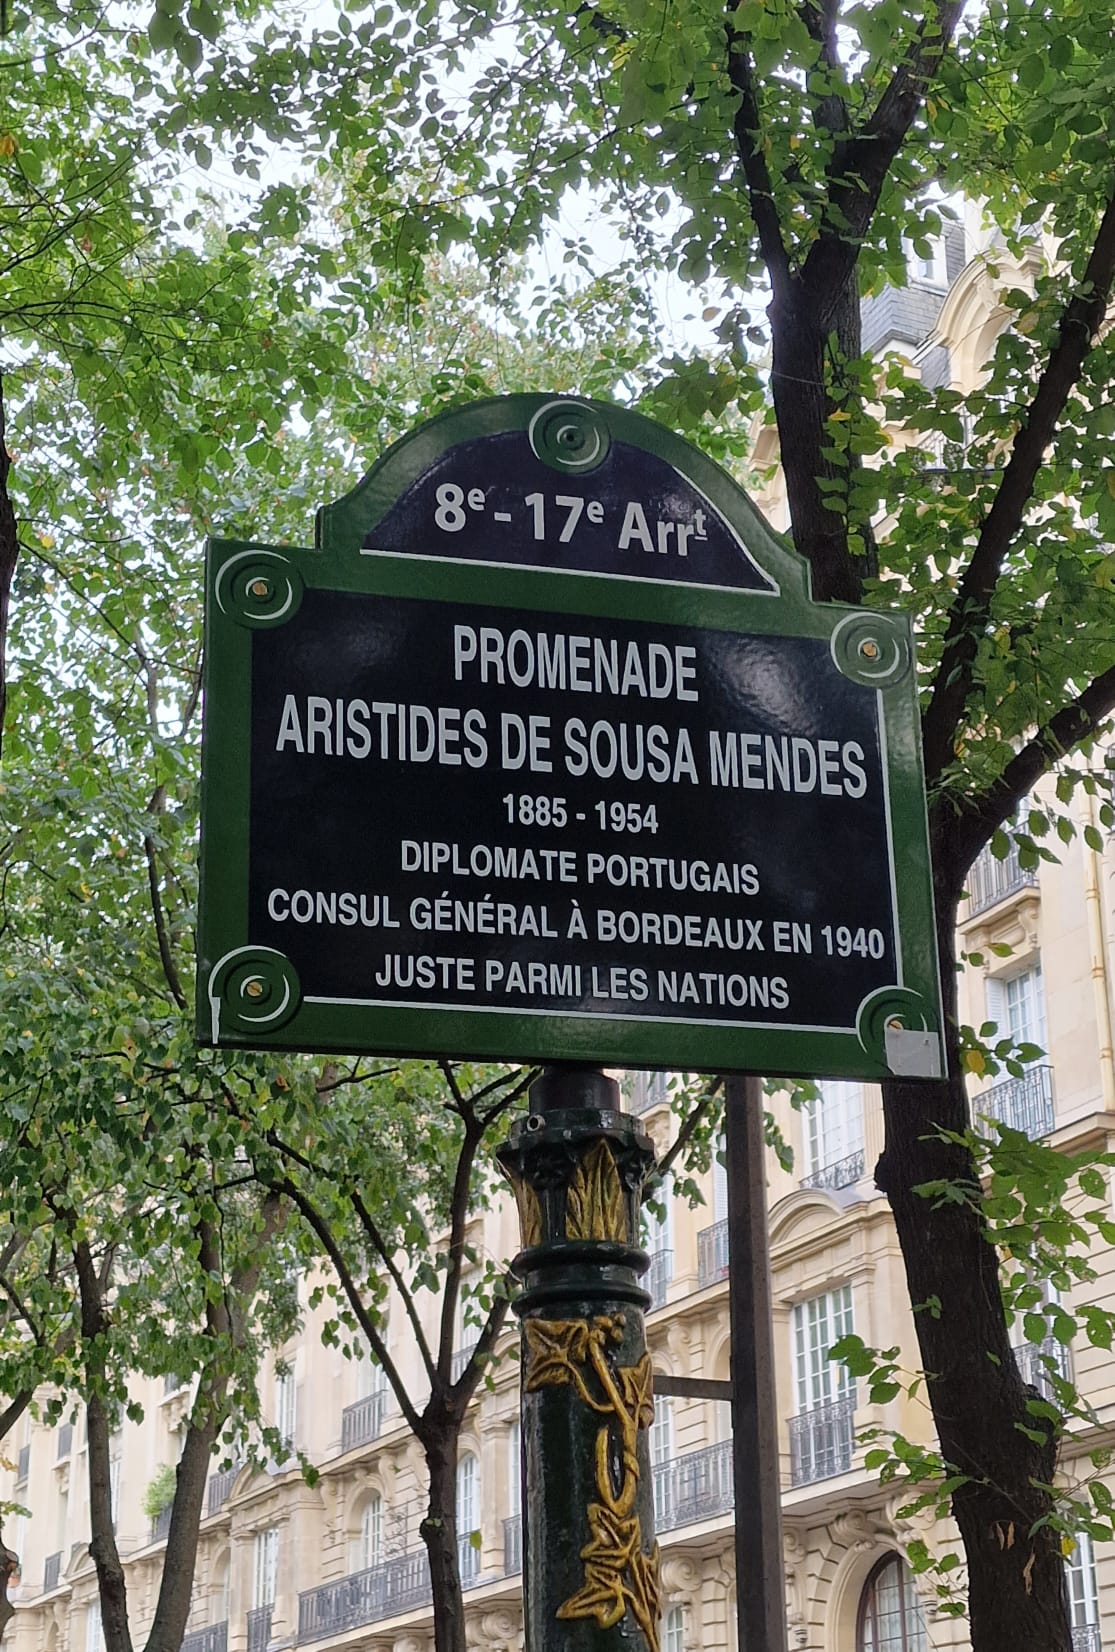 8e - 17e Arrt
PROMENADE
ARISTIDES DE SOUSA MENDES
1885 - 1954
DIPLOMATE PORTUGAIS
CONSUL GÉNÉRAL À BORDEAUX EN 1940
JUSTE PARMI LES NATIONS